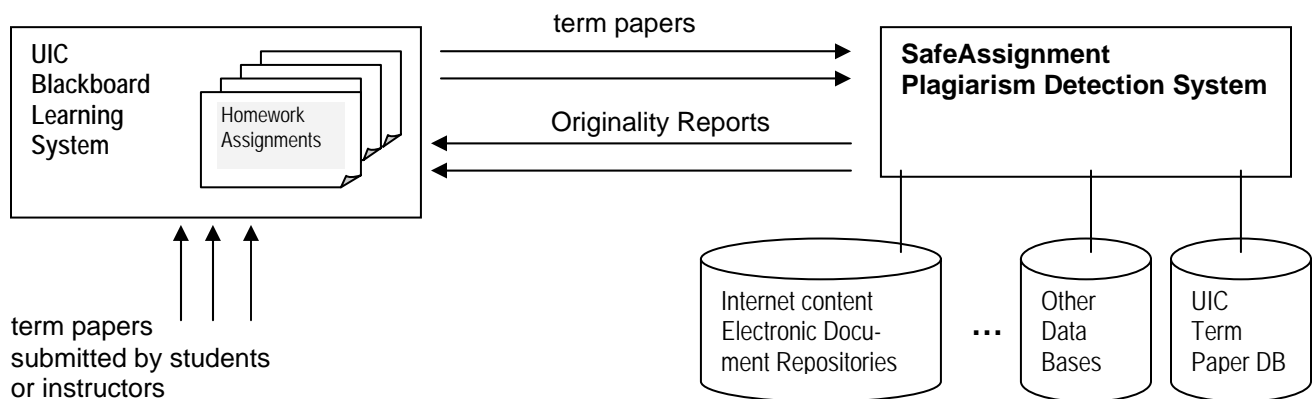 UIC
Blackboard
Learning
System
Homework
Assignments
term papers
Originality Reports
SafeAssignment
Plagiarism Detection System
term papers
submitted by students
or instructors
Internet content
Electronic Docu-
ment Repositories
...
Other
Data
Bases
UIC
Term
Paper DB